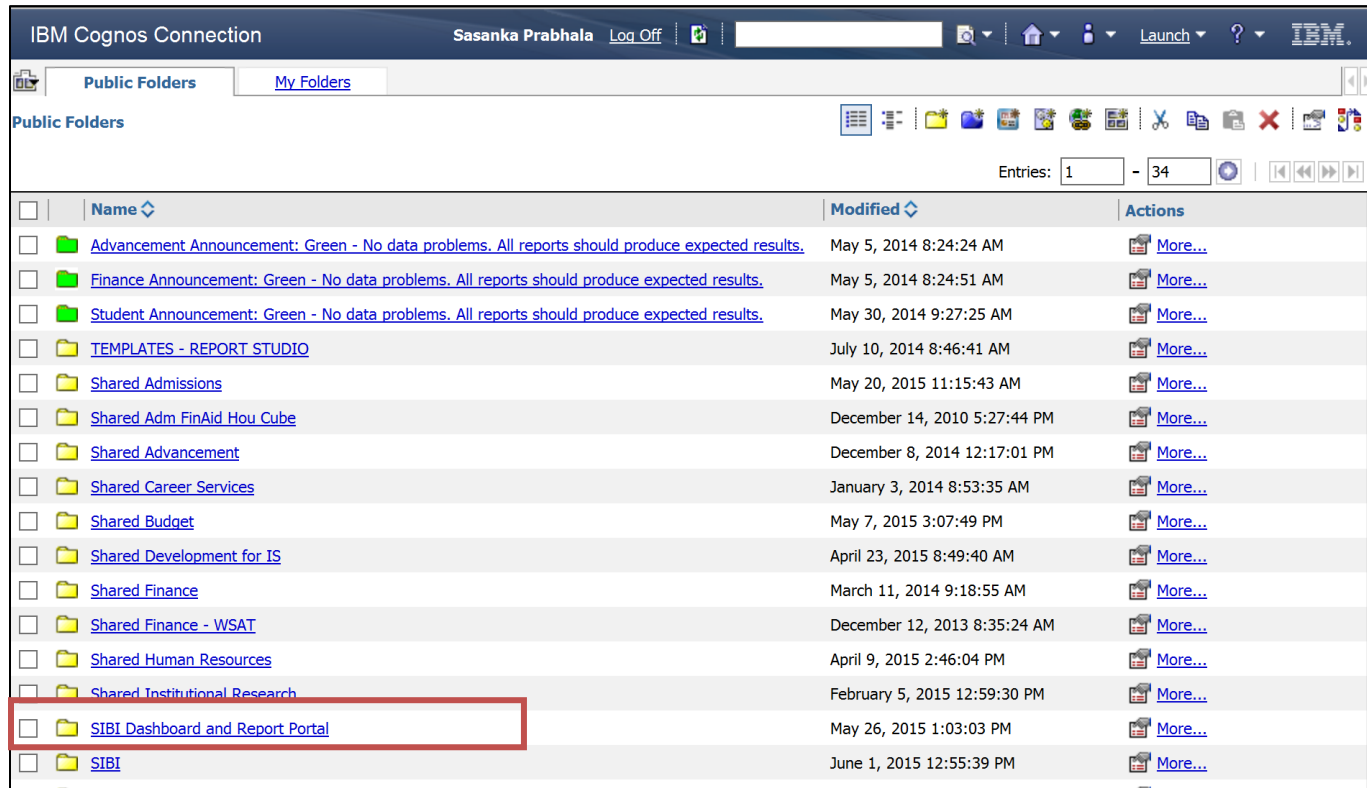 IBM Cognos Connection Sasanka Prabhala Log Off Launch ? IBM.
Public Folders My Folders
Public Folders
Entries: 1 - 34
Name Modified Actions
Advancement Announcement: Green - No data problems. All reports should produce expected results. May 5, 2014 8:24:24 AM More...
Finance Announcement: Green - No data problems. All reports should produce expected results. May 5, 2014 8:24:51 AM More...
Student Announcement: Green - No data problems. All reports should produce expected results. May 30, 2014 9:27:25 AM More...
TEMPLATES - REPORT STUDIO July 10, 2014 8:46:41 AM More...
Shared Admissions May 20, 2015 11:15:43 AM More...
Shared Adm FinAid Hou Cube December 14, 2010 5:27:44 PM More...
Shared Advancement December 8, 2014 12:17:01 PM More...
Shared Career Services January 3, 2014 8:53:35 AM More...
Shared Budget May 7, 2015 3:07:49 PM More...
Shared Development for IS April 23, 2015 8:49:40 AM More...
Shared Finance March 11, 2014 9:18:55 AM More...
Shared Finance - WSAT December 12, 2013 8:35:24 AM More...
Shared Human Resources April 9, 2015 2:46:04 PM More...
Shared Institutional Research February 5, 2015 12:59:30 PM More...
SIBI Dashboard and Report Portal May 26, 2015 1:03:03 PM More...
SIBI June 1, 2015 12:55:39 PM More...